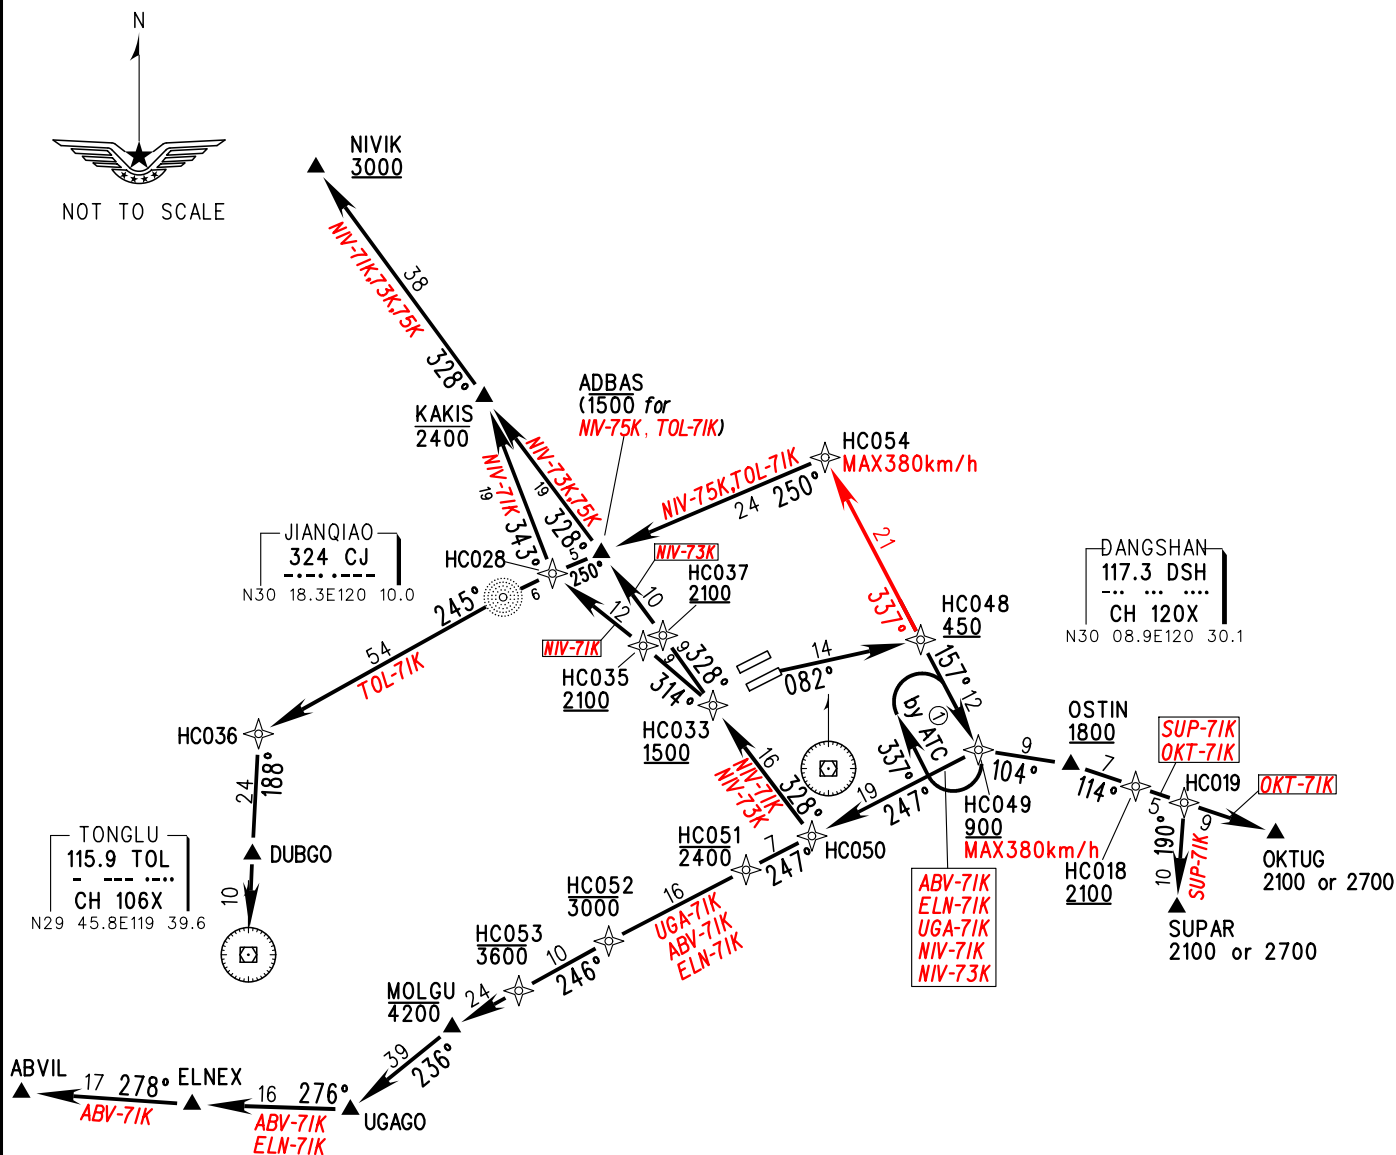 N
NOT TO SCALE
NIVIK
3000
NIV-71K,73K,75K
38
328°
KAKIS
2400
NIV-71K
19
343°
NIV-73K,75K
19
328°
ADBAS
(1500 for
NIV-75K, TOL-71K)
HC054
MAX380km/h
NIV-75K,TOL-71K
24
250°
21
337°
JIANQIAO
324 CJ
N30 18.3E120 10.0
HC028
5
250°
6
245°
54
TOL-71K
NIV-73K
HC037
2100
10
12
NIV-71K
HC035
2100
9
328°
9
314°
HC033
1500
DANGSHAN
117.3 DSH
CH 120X
N30 08.9E120 30.1
HC048
450
14
082°
157°
12
by ATC
1
337°
OSTIN
1800
9
104°
7
114°
SUP-71K
OKT-71K
HC019
OKT-71K
5
9
190°
10
SUP-71K
OKTUG
2100 or 2700
SUPAR
2100 or 2700
HC018
2100
HC049
900
MAX380km/h
19
247°
16
328°
NIV-71K
NIV-73K
HC050
ABV-71K
ELN-71K
UGA-71K
NIV-71K
NIV-73K
HC051
2400
7
247°
HC052
3000
16
UGA-71K
ABV-71K
ELN-71K
HC053
3600
10
246°
MOLGU
4200
24
39
236°
UGAGO
HC036
24
188°
DUBGO
10
TONGLU
115.9 TOL
CH 106X
N29 45.8E119 39.6
ABVIL
17
278°
ABV-71K
ELNEX
16
276°
ABV-71K
ELN-71K